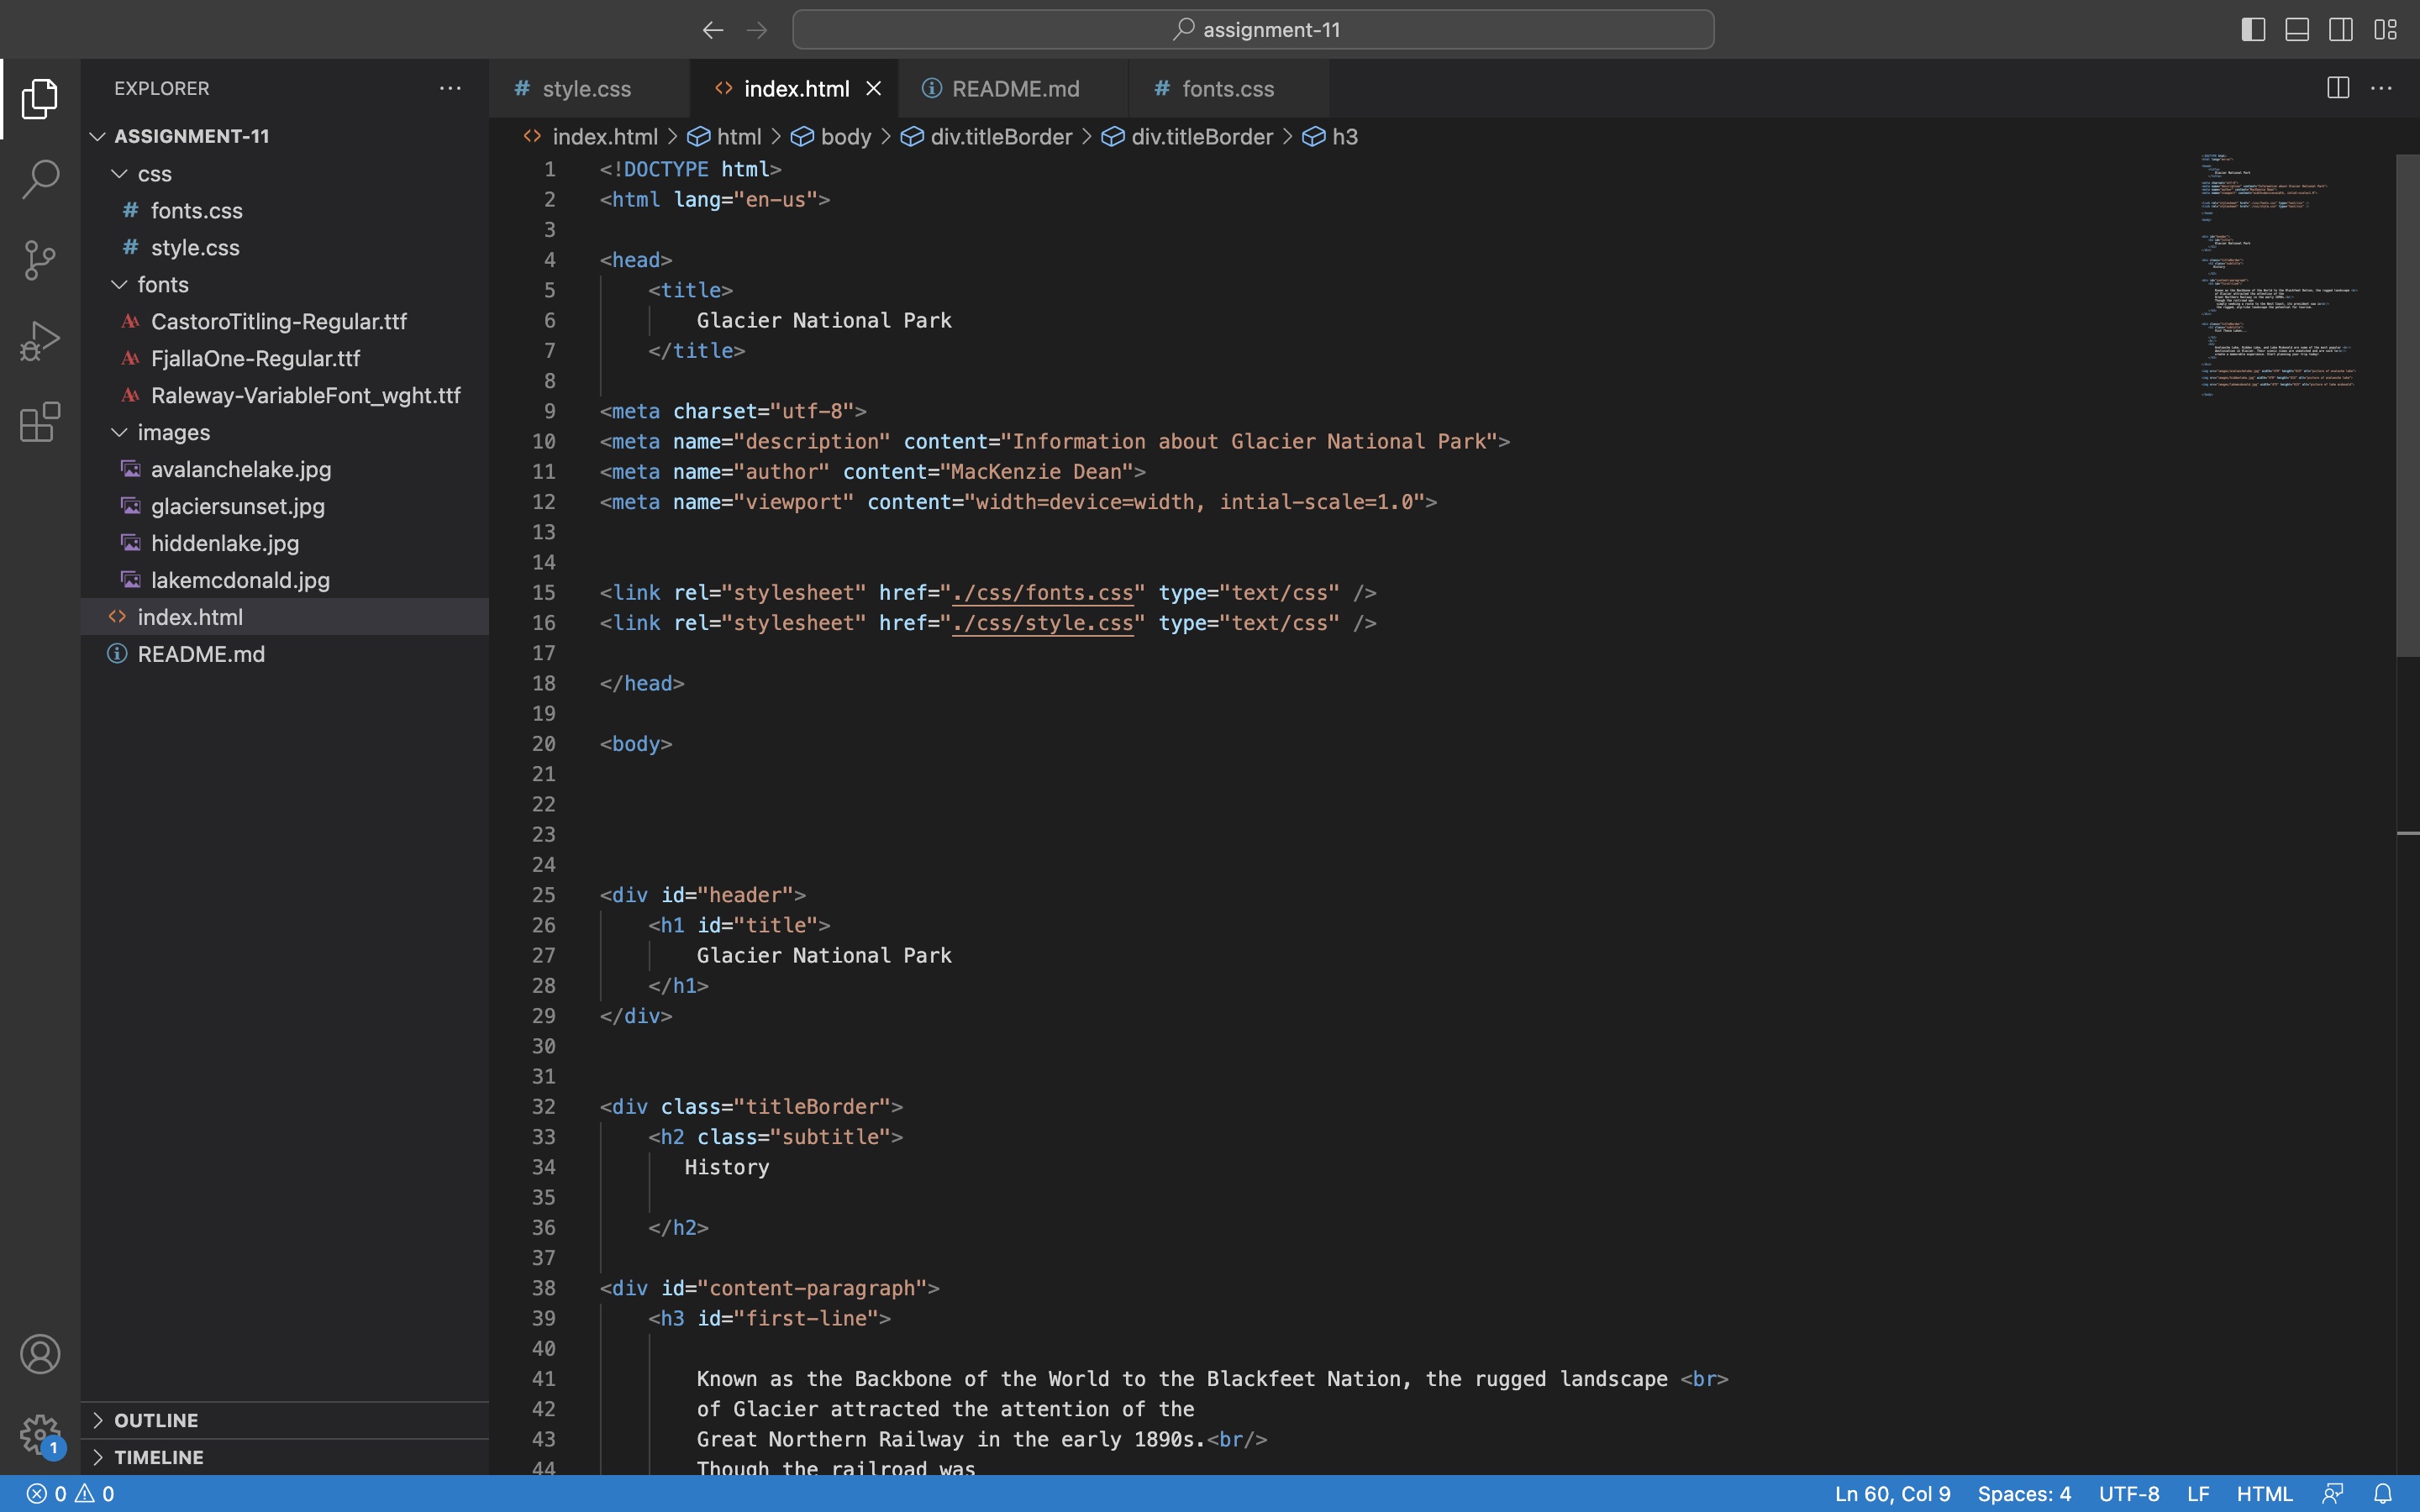 assignment-11
EXPLORER
ASSIGNMENT-11
css
fonts.css
style.css
fonts
CastoroTitling-Regular.ttf
FjallaOne-Regular.ttf
Raleway-VariableFont_wght.ttf
images
avalanchelake.jpg
glaciersunset.jpg
hiddenlake.jpg
lakemcdonald.jpg
index.html
README.md
OUTLINE
TIMELINE
1
# style.css <> index.html README.md # fonts.css
<> index.html > html > body > div.titleBorder > div.titleBorder > h3
1 <!DOCTYPE html>
2 <html lang="en-us">
3
4 <head>
5 <title>
6 Glacier National Park
7 </title>
8
9 <meta charset="utf-8">
10 <meta name="description" content="Information about Glacier National Park">
11 <meta name="author" content="MacKenzie Dean">
12 <meta name="viewport" content="width=device=width, intial-scale=1.0">
13
14
15 <link rel="stylesheet" href="./css/fonts.css" type="text/css" />
16 <link rel="stylesheet" href="./css/style.css" type="text/css" />
17
18 </head>
19
20 <body>
21
22
23
24
25 <div id="header">
26 <h1 id="title">
27 Glacier National Park
28 </h1>
29 </div>
30
31
32 <div class="titleBorder">
33 <h2 class="subtitle">
34 History
35
36 </h2>
37
38 <div id="content-paragraph">
39 <h3 id="first-line">
40
41 Known as the Backbone of the World to the Blackfeet Nation, the rugged landscape <br>
42 of Glacier attracted the attention of the
43 Great Northern Railway in the early 1890s.<br/>
44 Though the railroad was
0 0 Ln 60, Col 9 Spaces: 4 UTF-8 LF HTML